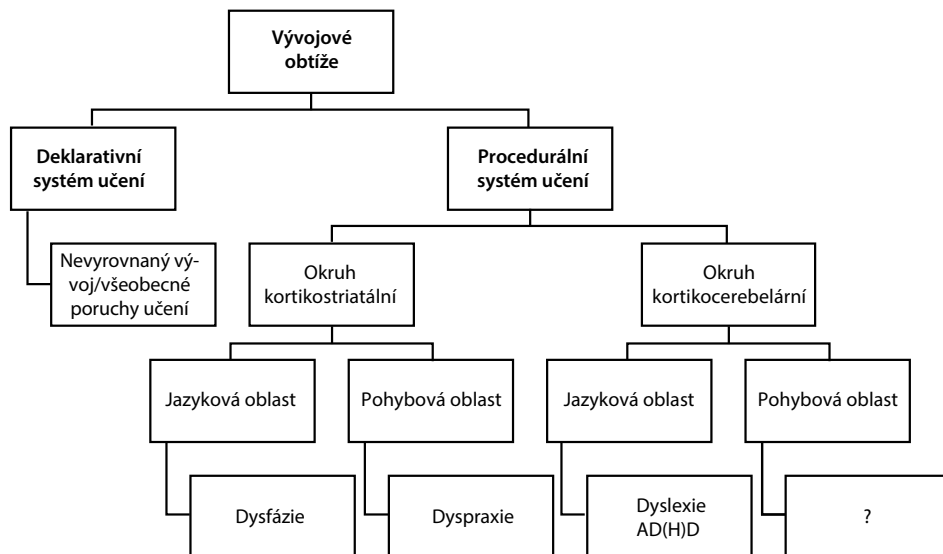 Vývojové
obtíže
Deklarativní
systém učení
Procedurální
systém učení
Nevyrovnaný vý-
voj/všeobecné
poruchy učení
Okruh
kortikostriatální
Okruh
kortikocerebelární
Jazyková oblast
Pohybová oblast
Jazyková oblast
Pohybová oblast
Dysfázie
Dyspraxie
Dyslexie
AD(H)D
?